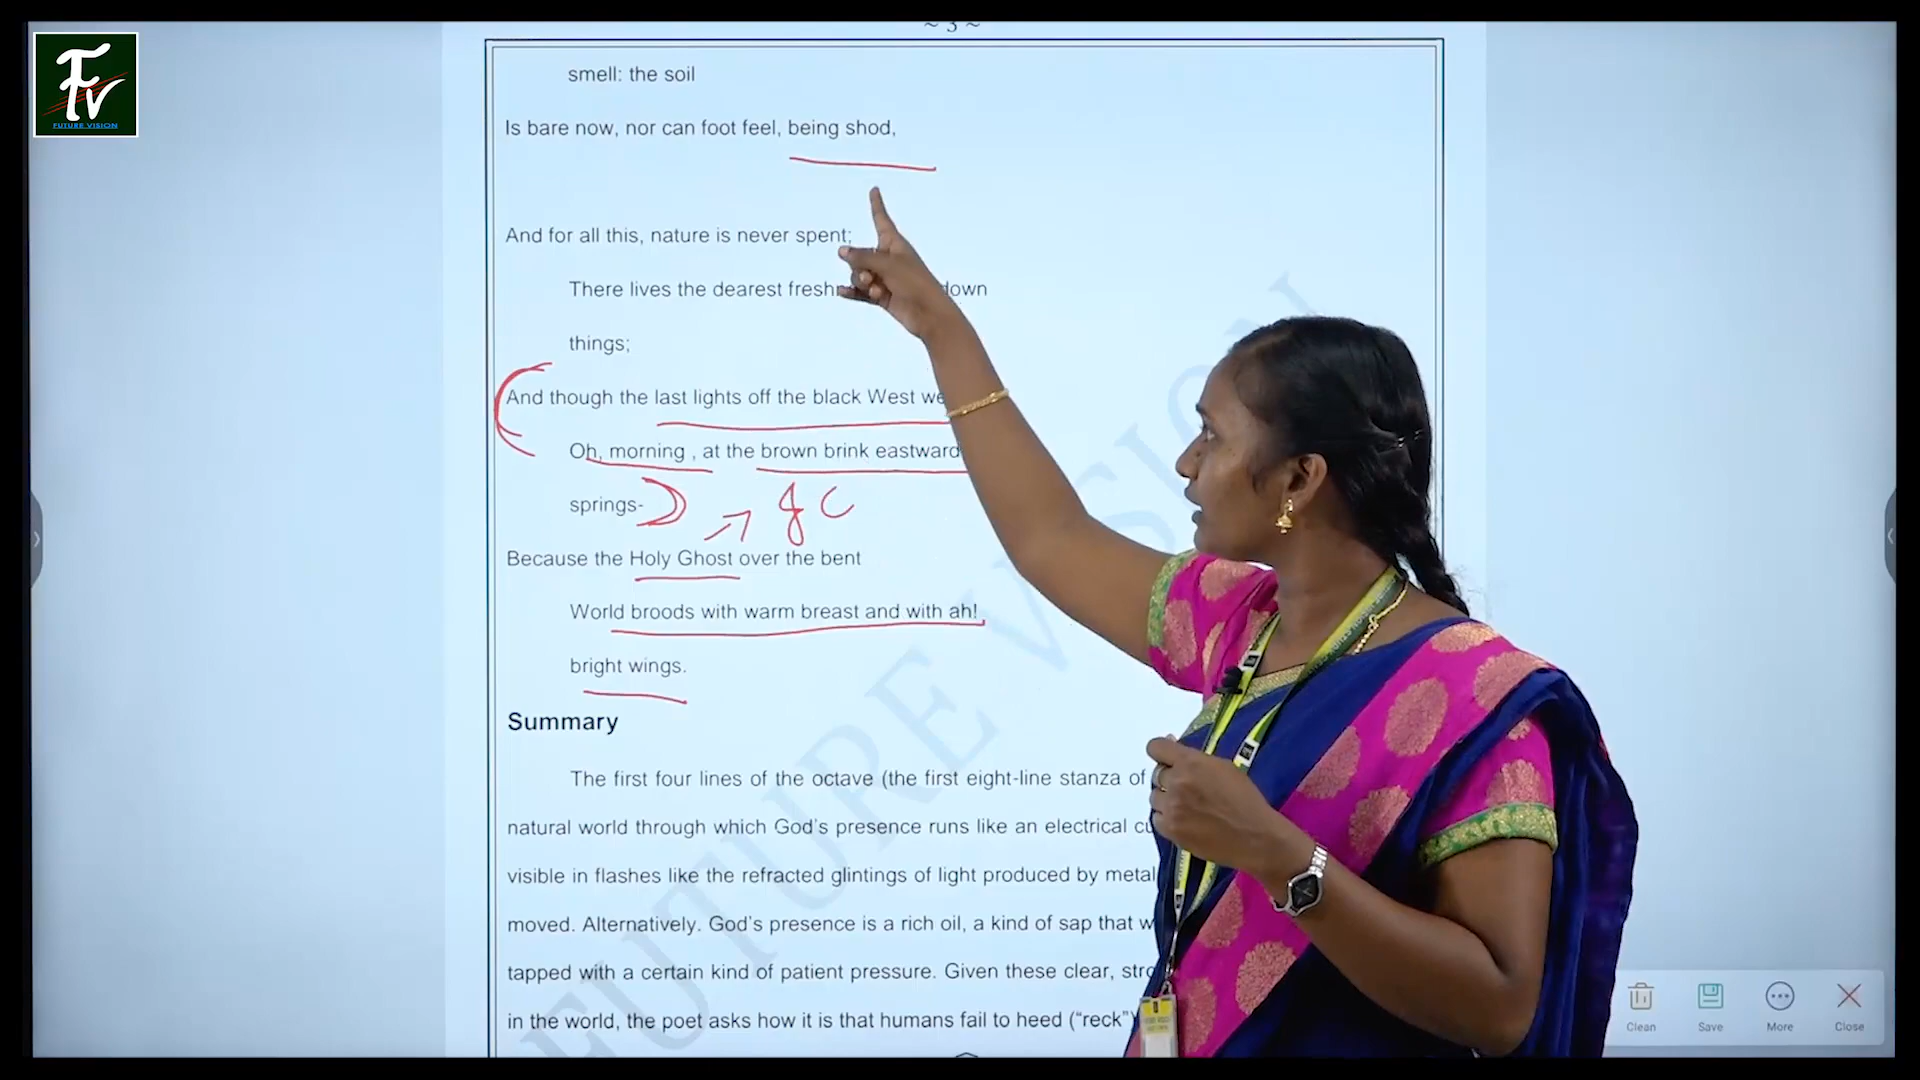 FV
FUTURE VISION
~ 3 ~
smell: the soil
Is bare now, nor can foot feel, being shod,
And for all this, nature is never spent;
There lives the dearest down
things;
And though the last lights off the black West
Oh, morning , at the brown brink eastward
springs-
Because the Holy Ghost over the bent
World broods with warm breast and with ah!
bright wings.
Summary
The first four lines of the octave (the first eight-line stanza of
natural world through which God's presence runs like an electrical
visible in flashes like the refracted glintings of light produced by metal
moved. Alternatively. God's presence is a rich oil, a kind of sap that
tapped with a certain kind of patient pressure. Given these clear,
in the world, the poet asks how it is that humans fail to heed ("reck")
FUTURE VISION
Clean Save More Close